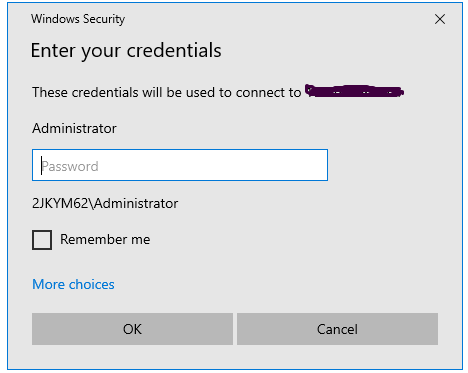 Windows Security
Enter your credentials
These credentials will be used to connect to
Administrator
Password
2JKYM62\Administrator
Remember me
More choices
OK
Cancel